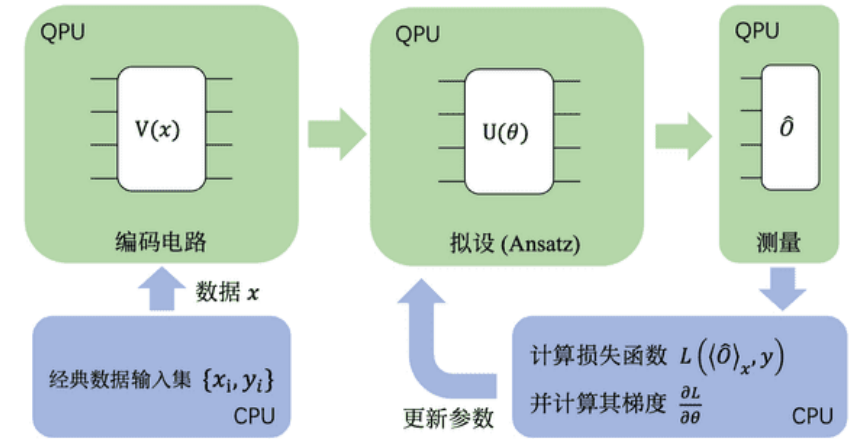 QPU
V(x)
编码电路
QPU
U(θ)
拟设 (Ansatz)
QPU
Ô
测量
数据 x
经典数据输入集 {xᵢ, yᵢ}
CPU
更新参数
计算损失函数 L(⟨Ô⟩ₓ, y)
并计算其梯度 ∂L/∂θ
CPU